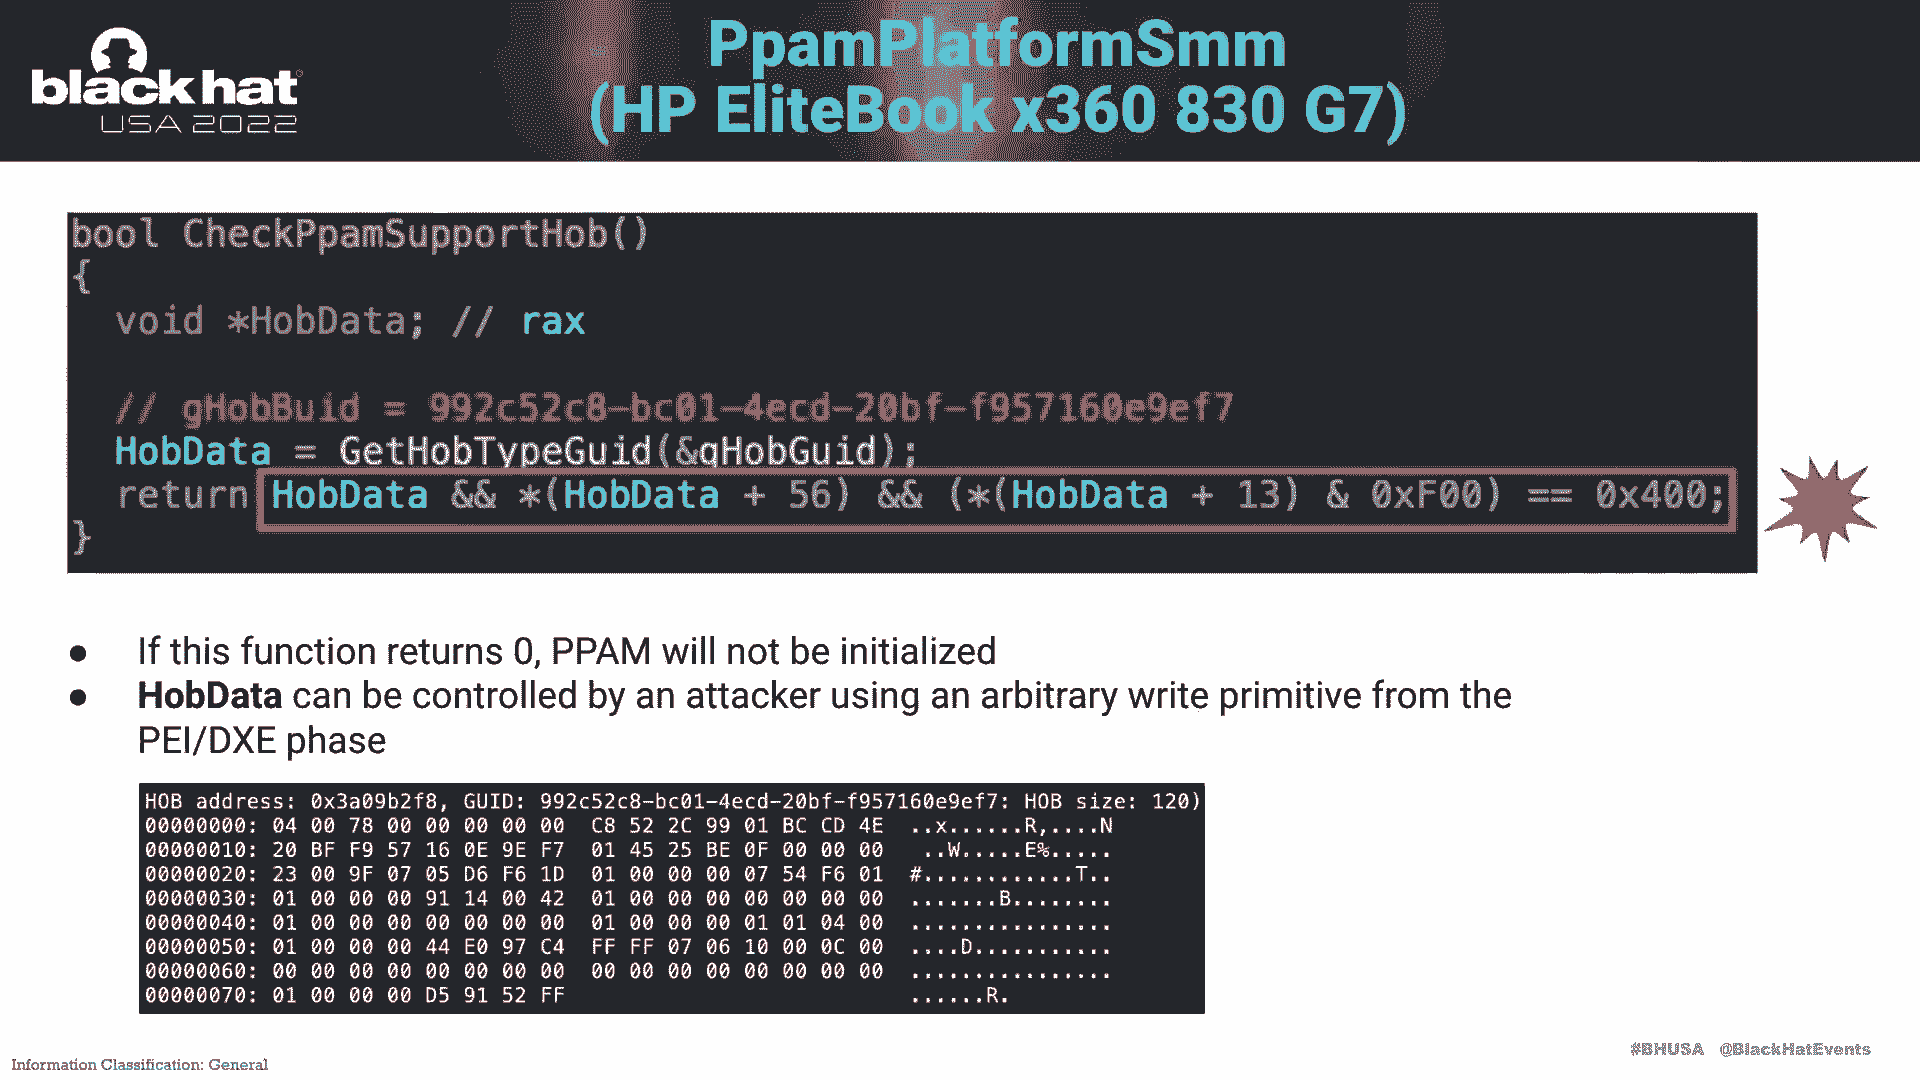 black hat®
USA 2022
PpamPlatformSmm
(HP EliteBook x360 830 G7)
bool CheckPpamSupportHob()
{
void *HobData; // rax
// gHobBuid = 992c52c8-bc01-4ecd-20bf-f957160e9ef7
HobData = GetHobTypeGuid(&gHobGuid);
return HobData && *(HobData + 56) && (*(HobData + 13) & 0xF00) == 0x400;
}
● If this function returns 0, PPAM will not be initialized
● HobData can be controlled by an attacker using an arbitrary write primitive from the
PEI/DXE phase
HOB address: 0x3a09b2f8, GUID: 992c52c8-bc01-4ecd-20bf-f957160e9ef7: HOB size: 120)
00000000: 04 00 78 00 00 00 00 00 C8 52 2C 99 01 BC CD 4E ..x......R,....N
00000010: 20 BF F9 57 16 0E 9E F7 01 45 25 BE 0F 00 00 00 ..W.....E%.....
00000020: 23 00 9F 07 05 D6 F6 1D 01 00 00 00 07 54 F6 01 #............T..
00000030: 01 00 00 00 91 14 00 42 01 00 00 00 00 00 00 00 .......B........
00000040: 01 00 00 00 00 00 00 00 01 00 00 00 01 01 04 00 ................
00000050: 01 00 00 00 44 E0 97 C4 FF FF 07 06 10 00 0C 00 ....D...........
00000060: 00 00 00 00 00 00 00 00 00 00 00 00 00 00 00 00 ................
00000070: 01 00 00 00 D5 91 52 FF ......R.
#BHUSA @BlackHatEvents
Information Classification: General